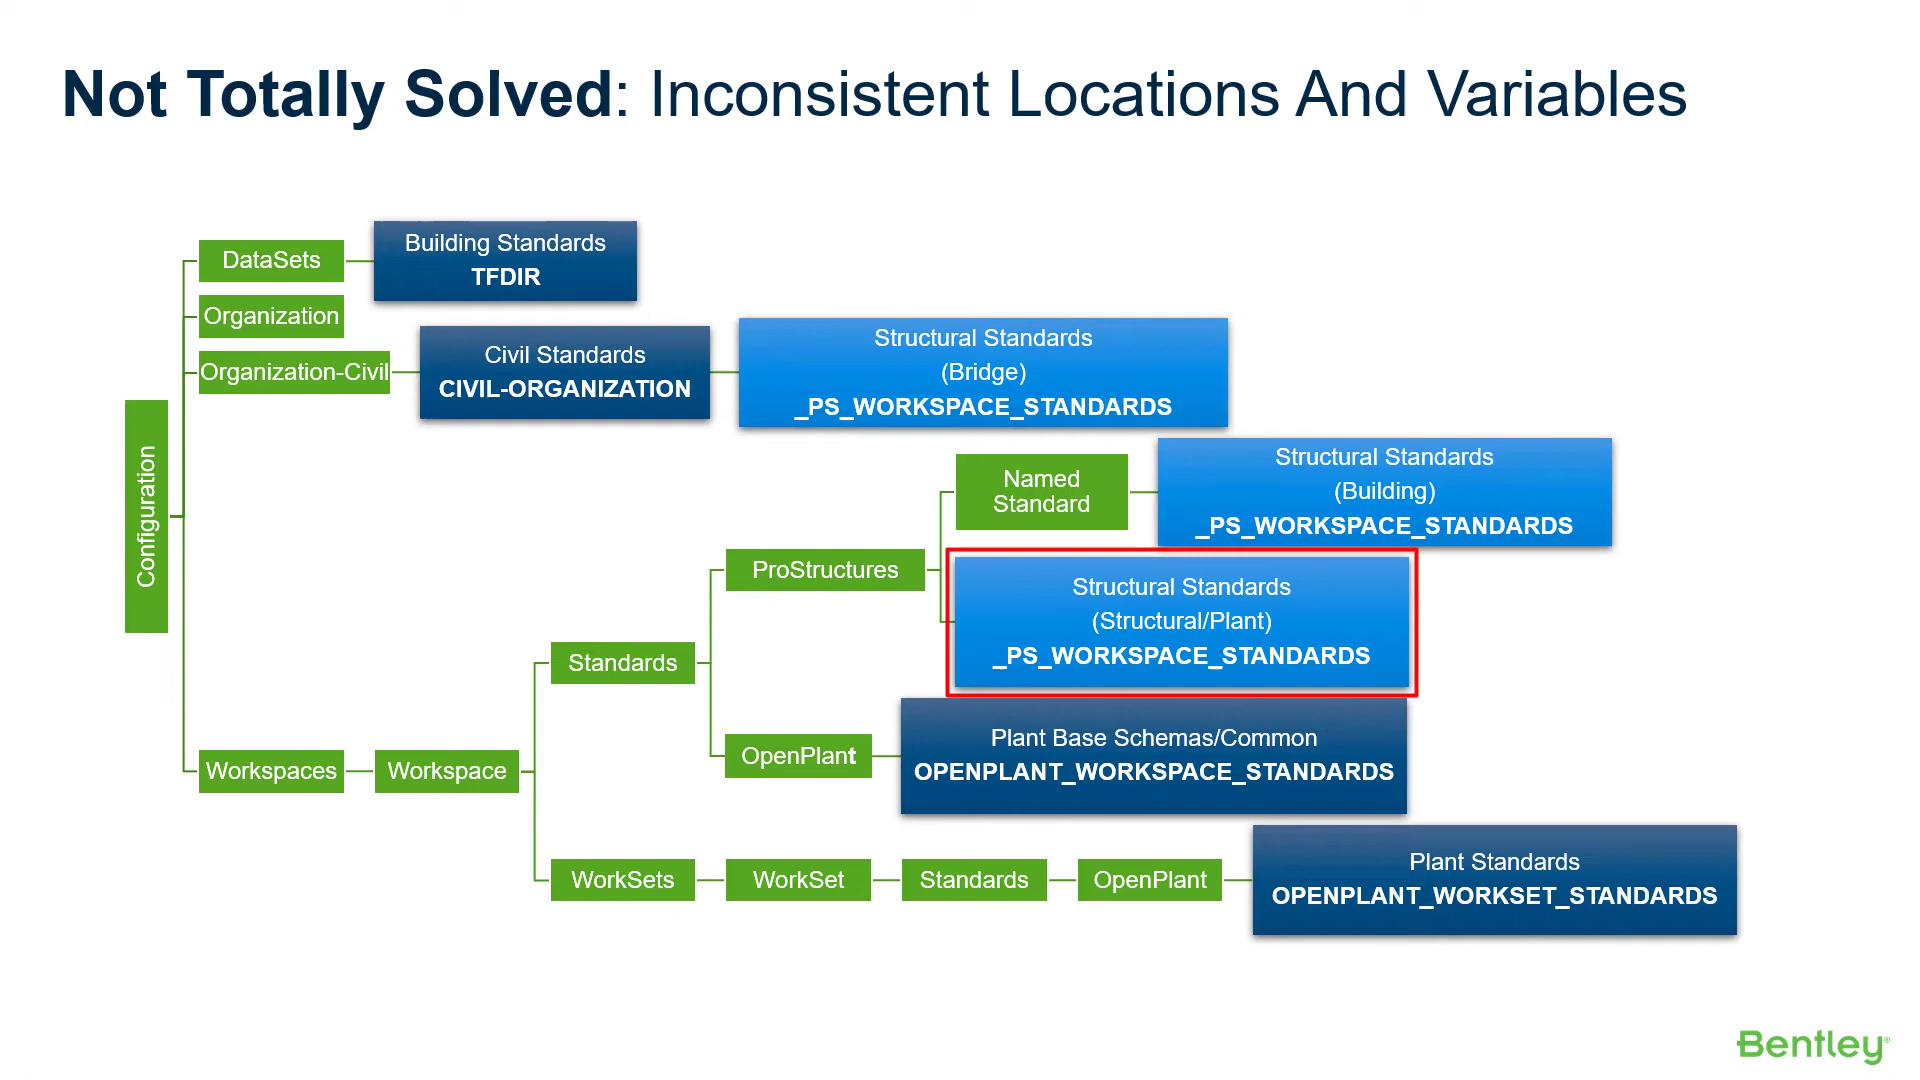 Not Totally Solved: Inconsistent Locations And Variables
DataSets
Building Standards
TFDIR
Organization
Organization-Civil
Civil Standards
CIVIL-ORGANIZATION
Structural Standards
(Bridge)
_PS_WORKSPACE_STANDARDS
Configuration
Named
Standard
Structural Standards
(Building)
_PS_WORKSPACE_STANDARDS
ProStructures
Structural Standards
(Structural/Plant)
_PS_WORKSPACE_STANDARDS
Standards
OpenPlant
Plant Base Schemas/Common
OPENPLANT_WORKSPACE_STANDARDS
Workspaces
Workspace
WorkSets
WorkSet
Standards
OpenPlant
Plant Standards
OPENPLANT_WORKSET_STANDARDS
Bentley®